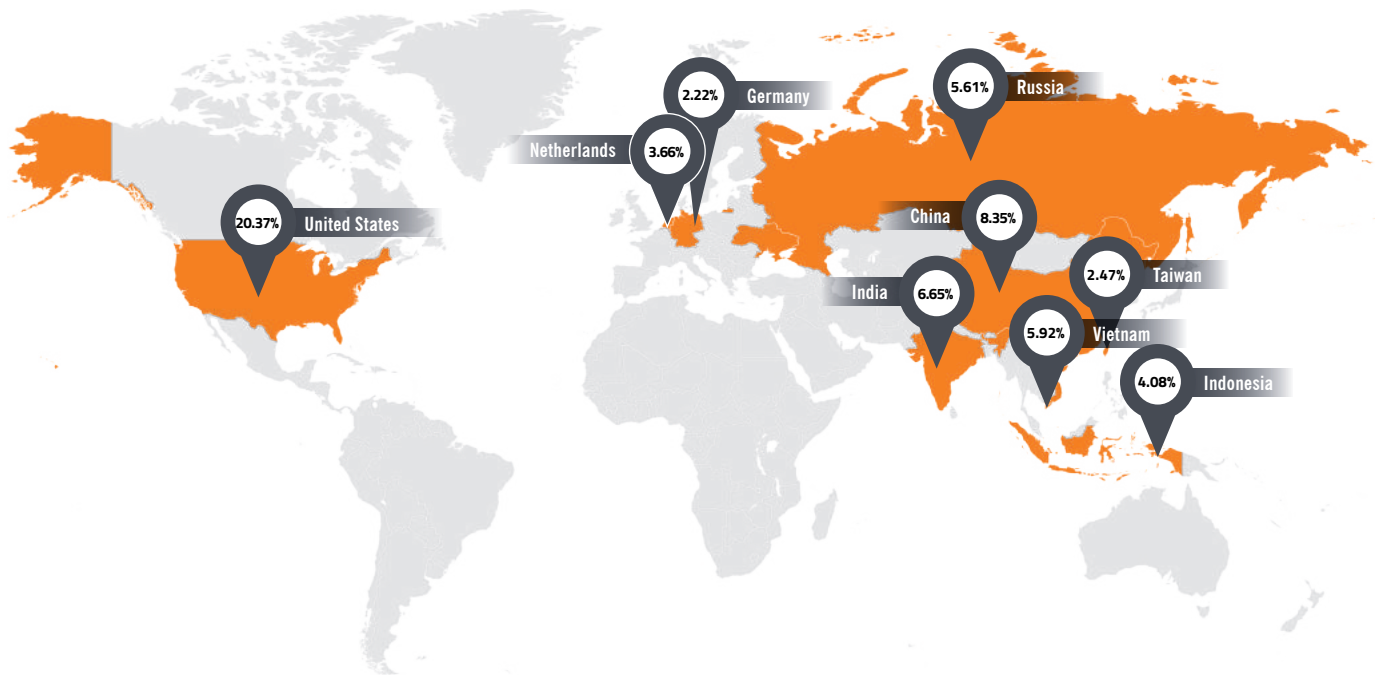 2.22%
Germany
5.61%
Russia
Netherlands
3.66%
20.37%
United States
China
8.35%
2.47%
Taiwan
India
6.65%
5.92%
Vietnam
4.08%
Indonesia